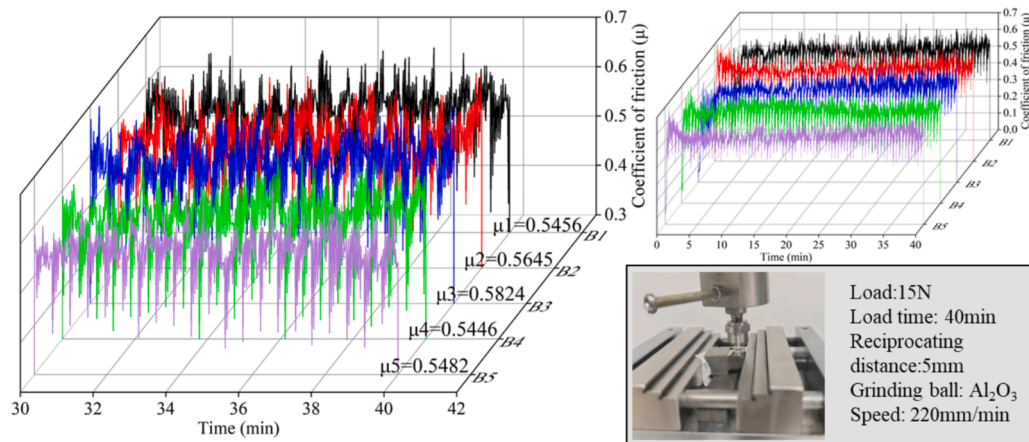 0.7
0.6
0.5
0.4
0.3
Coefficient of friction (μ)
μ1=0.5456
μ2=0.5645
μ3=0.5824
μ4=0.5446
μ5=0.5482
B1
B2
B3
B4
B5
30 32 34 36 38 40 42
Time (min)
0.7
0.6
0.5
0.4
0.3
0.2
0.1
0.0
Coefficient of friction (μ)
B1
B2
B3
B4
B5
0 5 10 15 20 25 30 35 40
Time (min)
Load:15N
Load time: 40min
Reciprocating
distance:5mm
Grinding ball: Al₂O₃
Speed: 220mm/min